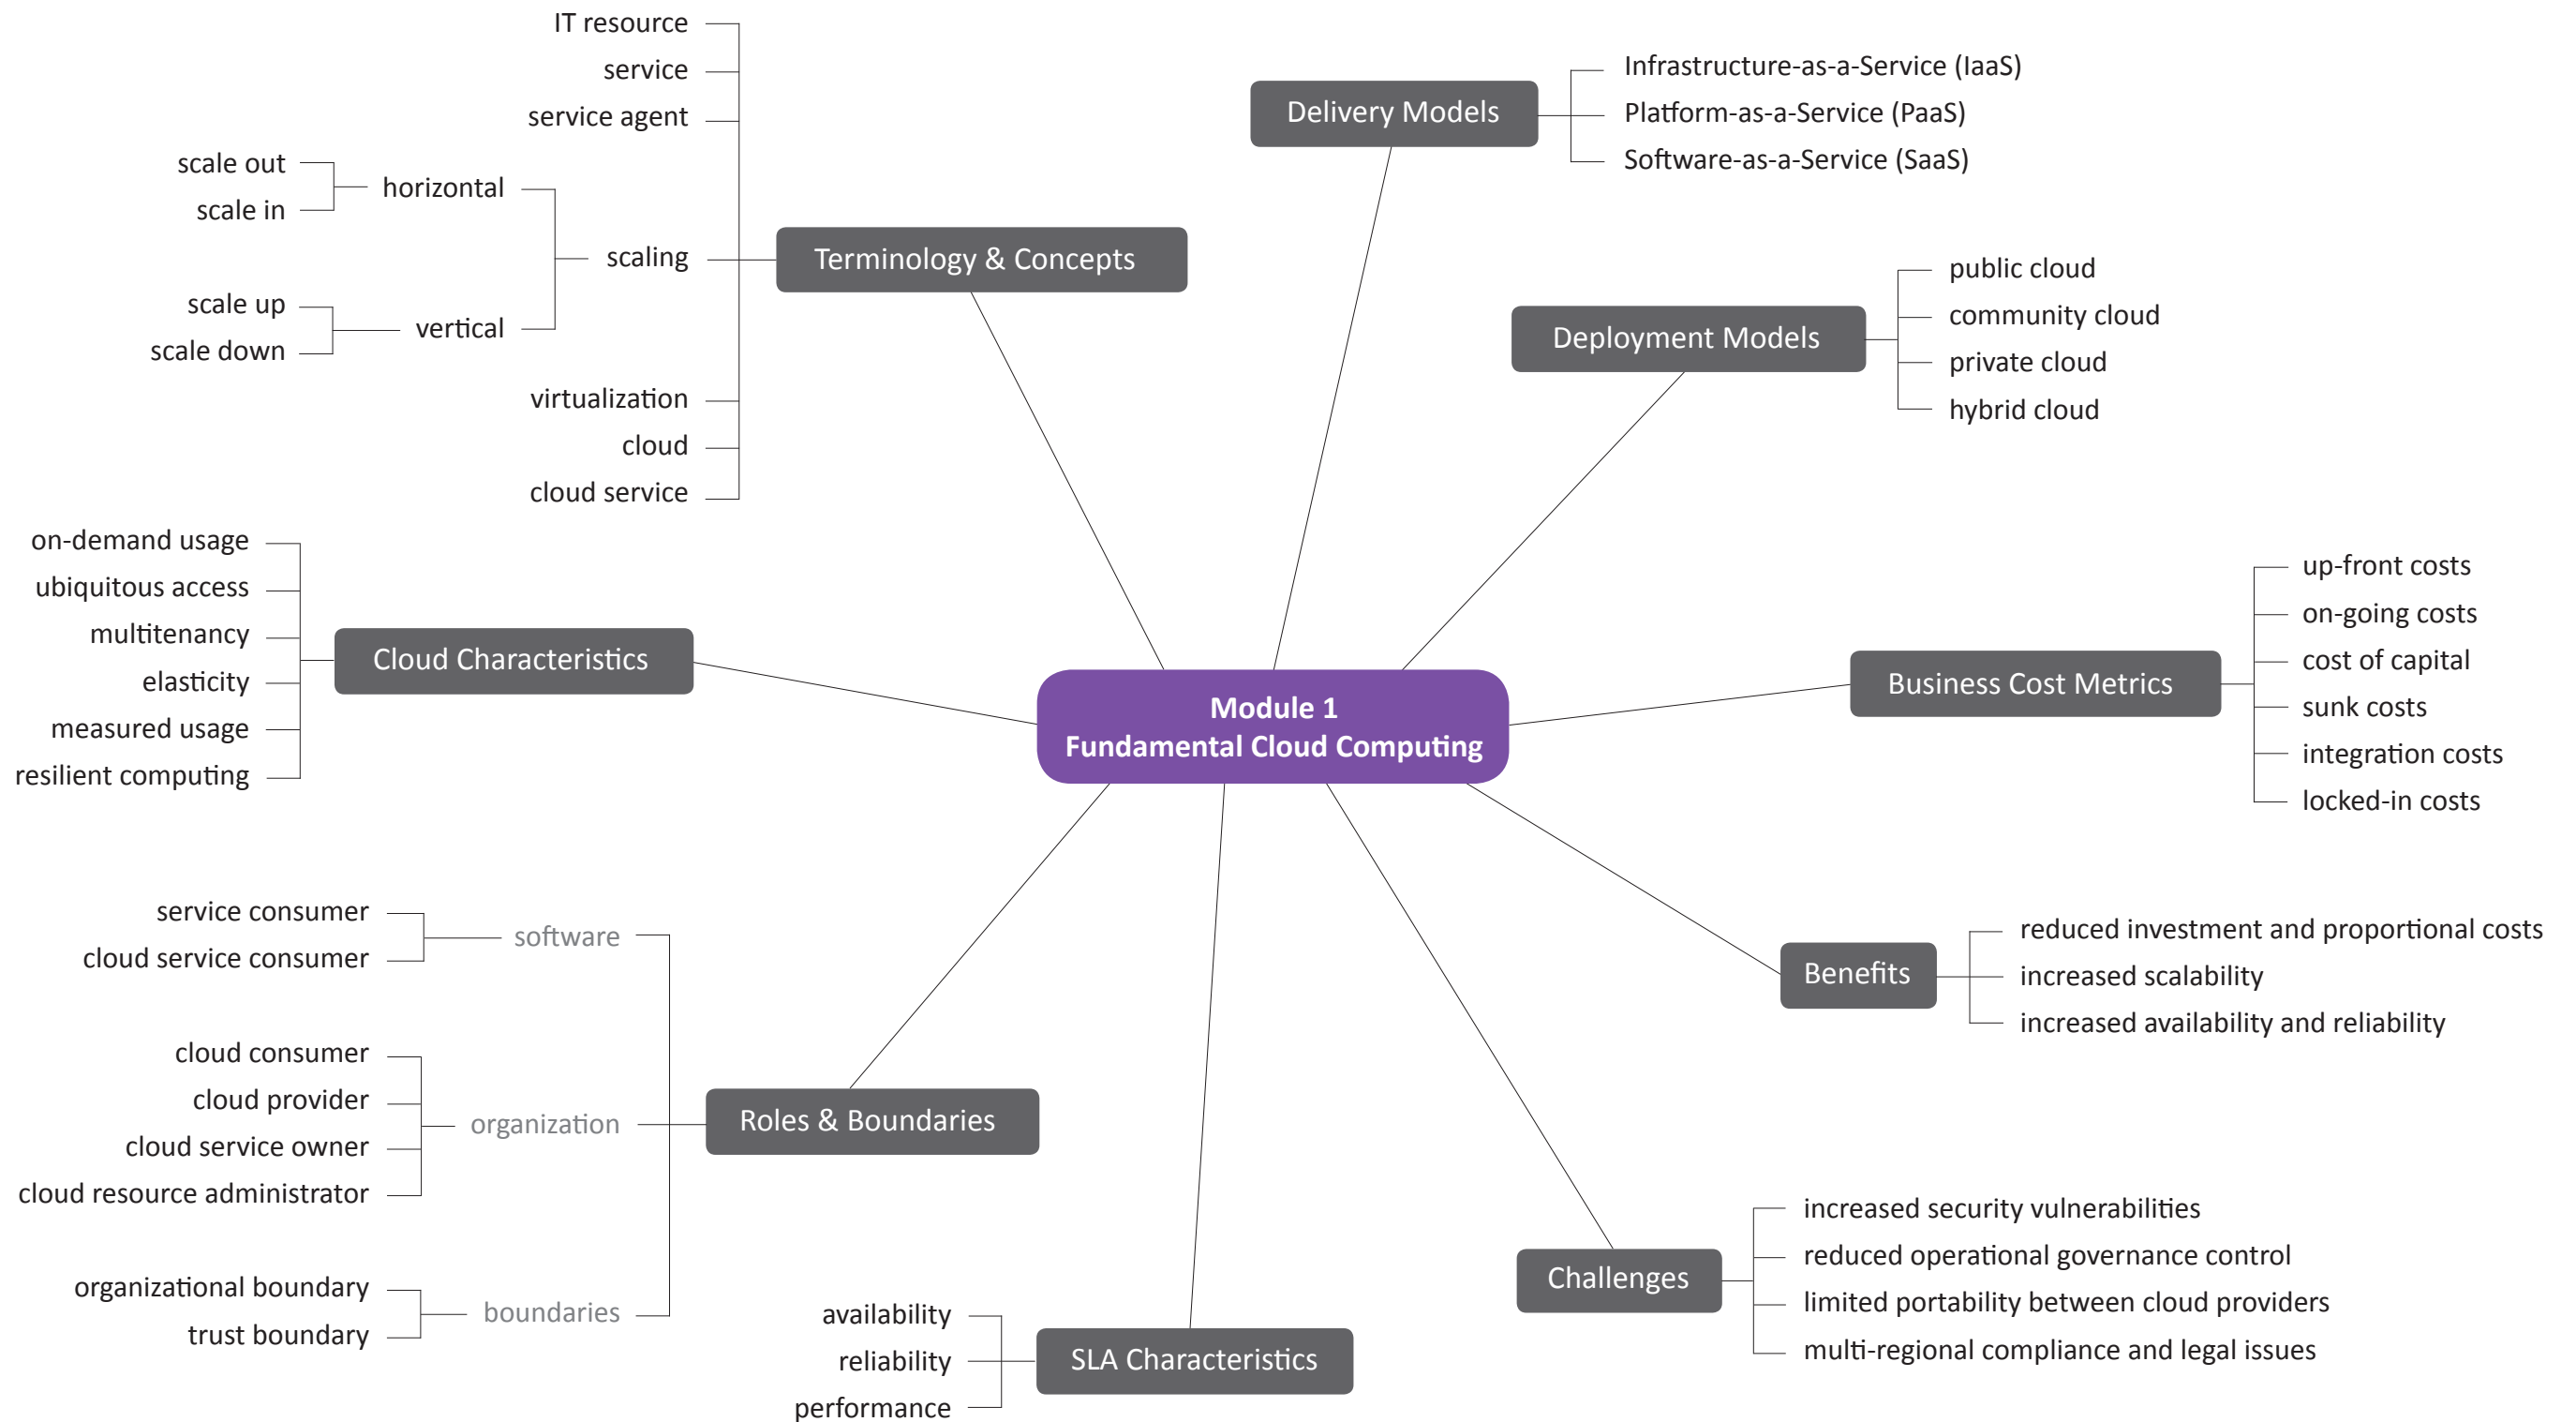 IT resource
service
service agent
scale out
scale in
horizontal
scale up
scale down
vertical
scaling
virtualization
cloud
cloud service
Terminology & Concepts
Delivery Models
Infrastructure-as-a-Service (IaaS)
Platform-as-a-Service (PaaS)
Software-as-a-Service (SaaS)
Deployment Models
public cloud
community cloud
private cloud
hybrid cloud
on-demand usage
ubiquitous access
multitenancy
elasticity
measured usage
resilient computing
Cloud Characteristics
Module 1
Fundamental Cloud Computing
Business Cost Metrics
up-front costs
on-going costs
cost of capital
sunk costs
integration costs
locked-in costs
service consumer
cloud service consumer
software
cloud consumer
cloud provider
cloud service owner
cloud resource administrator
organization
organizational boundary
trust boundary
boundaries
Roles & Boundaries
Benefits
reduced investment and proportional costs
increased scalability
increased availability and reliability
availability
reliability
performance
SLA Characteristics
Challenges
increased security vulnerabilities
reduced operational governance control
limited portability between cloud providers
multi-regional compliance and legal issues